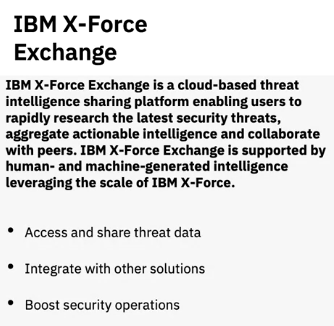 IBM X-Force
Exchange
IBM X-Force Exchange is a cloud-based threat
intelligence sharing platform enabling users to
rapidly research the latest security threats,
aggregate actionable intelligence and collaborate
with peers. IBM X-Force Exchange is supported by
human- and machine-generated intelligence
leveraging the scale of IBM X-Force.
• Access and share threat data
• Integrate with other solutions
• Boost security operations